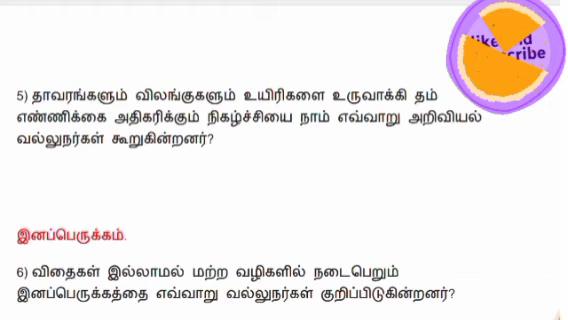 5) தாவரங்களும் விலங்குகளும் உயிரிகளை உருவாக்கி தம்
எண்ணிக்கை அதிகரிக்கும் நிகழ்ச்சியை நாம் எவ்வாறு அறிவியல்
வல்லுநர்கள் கூறுகின்றனர்?
இனப்பெருக்கம்.
6) விதைகள் இல்லாமல் மற்ற வழிகளில் நடைபெறும்
இனப்பெருக்கத்தை எவ்வாறு வல்லுநர்கள் குறிப்பிடுகின்றனர்?